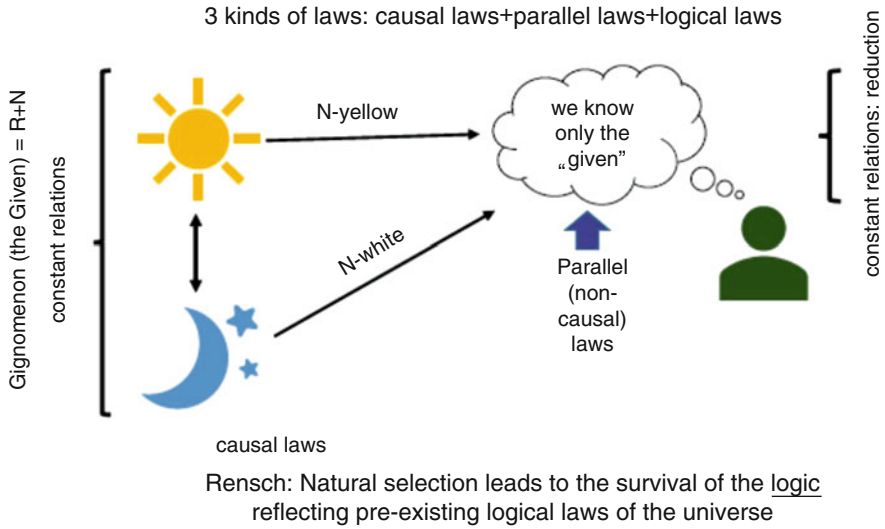 3 kinds of laws: causal laws+parallel laws+logical laws
Gignomenon (the Given) = R+N
constant relations
N-yellow
N-white
we know
only the
„given”
Parallel
(non-
causal)
laws
constant relations: reduction
causal laws
Rensch: Natural selection leads to the survival of the logic
reflecting pre-existing logical laws of the universe